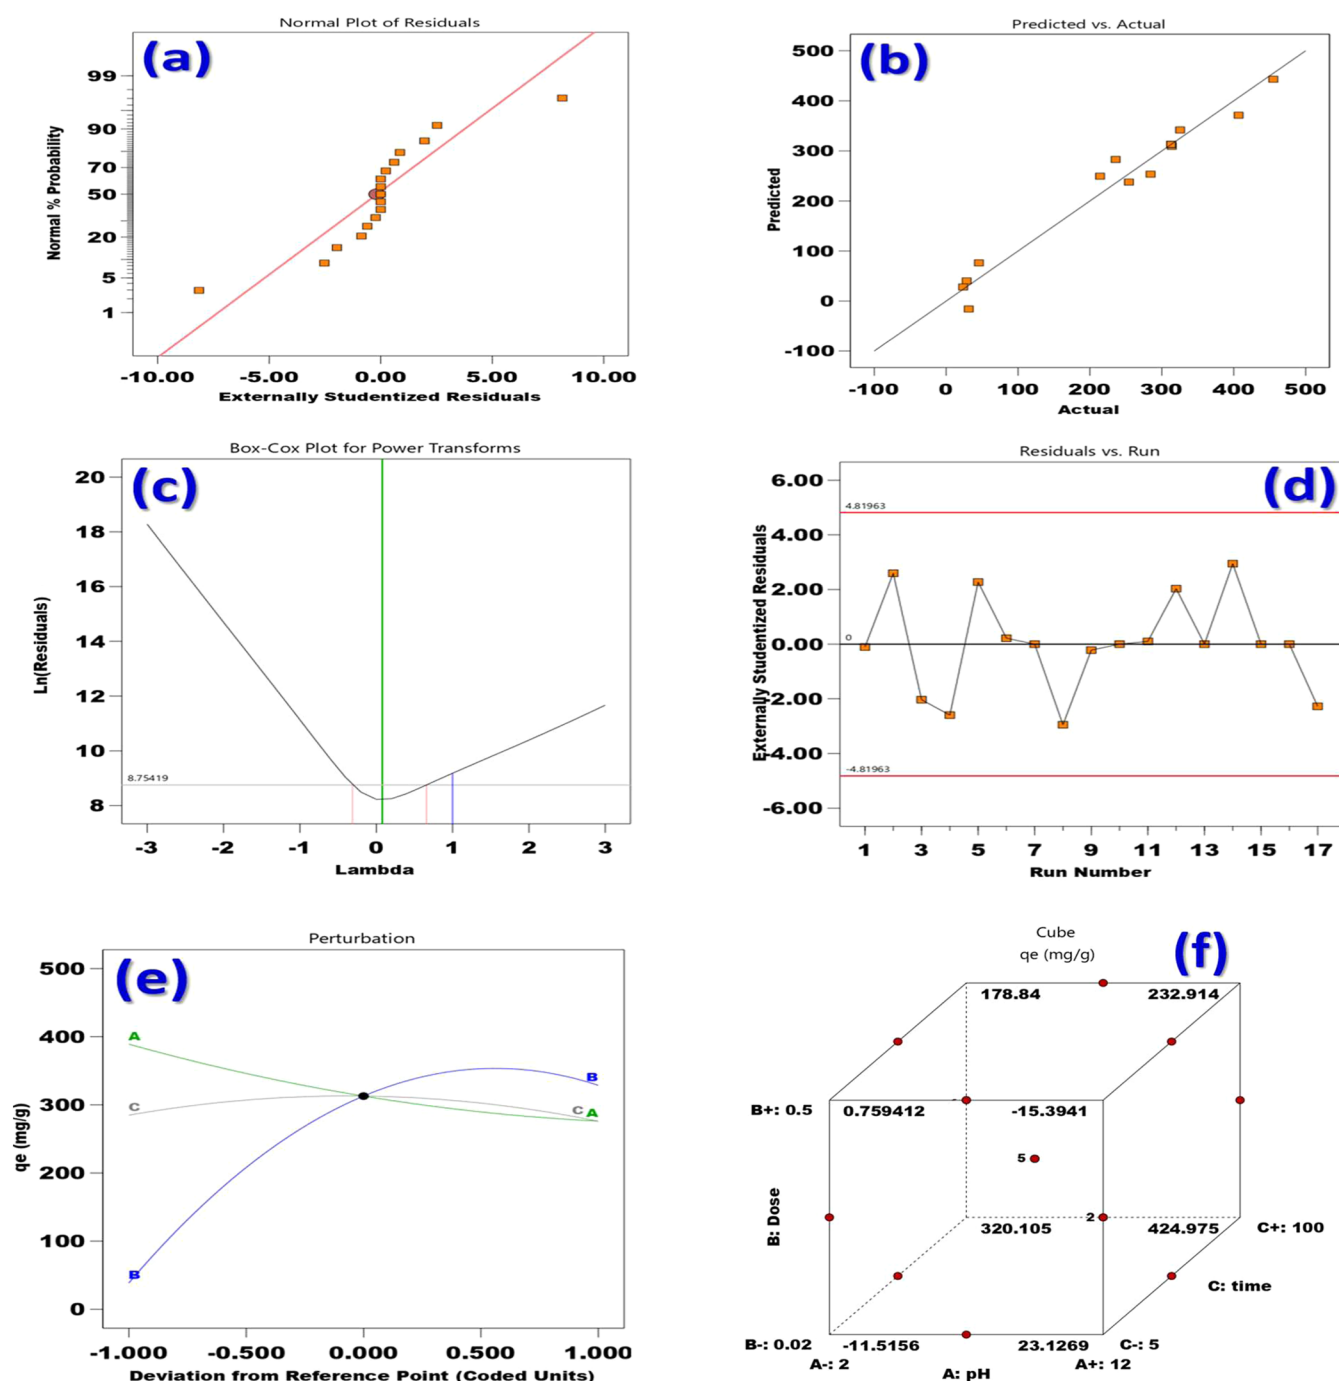 Normal Plot of Residuals
(a)
Normal % Probability
99
90
70
50
20
5
1
-10.00 -5.00 0.00 5.00 10.00
Externally Studentized Residuals
Predicted vs. Actual
(b)
Predicted
500
400
300
200
100
0
-100
-100 0 100 200 300 400 500
Actual
Box-Cox Plot for Power Transforms
(c)
Ln(Residuals)
20
18
16
14
12
10
8.75419
8
-3 -2 -1 0 1 2 3
Lambda
Residuals vs. Run
(d)
Externally Studentized Residuals
6.00
4.81963
4.00
2.00
0
0.00
-2.00
-4.00
-4.81963
-6.00
1 3 5 7 9 11 13 15 17
Run Number
Perturbation
(e)
qe (mg/g)
500
400
300
200
100
0
A
C
B
B
C A
-1.000 -0.500 0.000 0.500 1.000
Deviation from Reference Point (Coded Units)
Cube
qe (mg/g)
(f)
178.84 232.914
B+: 0.5 0.759412 -15.3941
5
B: Dose
2
320.105 424.975 C+: 100
C: time
B-: 0.02 -11.5156 23.1269 C-: 5
A-: 2 A: pH A+: 12